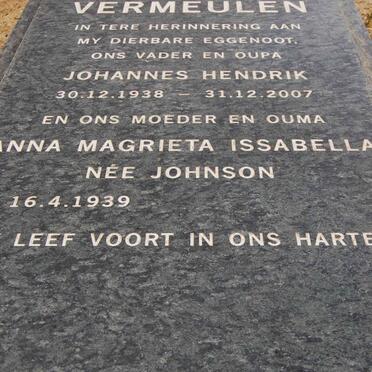 VERMEULEN
IN TERE HERINNERING AAN
MY DIERBARE EGGENOOT,
ONS VADER EN OUPA
JOHANNES HENDRIK
30.12.1938 — 31.12.2007
EN ONS MOEDER EN OUMA
ANNA MAGRIETA ISSABELLA
NÉE JOHNSON
16.4.1939
LEEF VOORT IN ONS HARTE